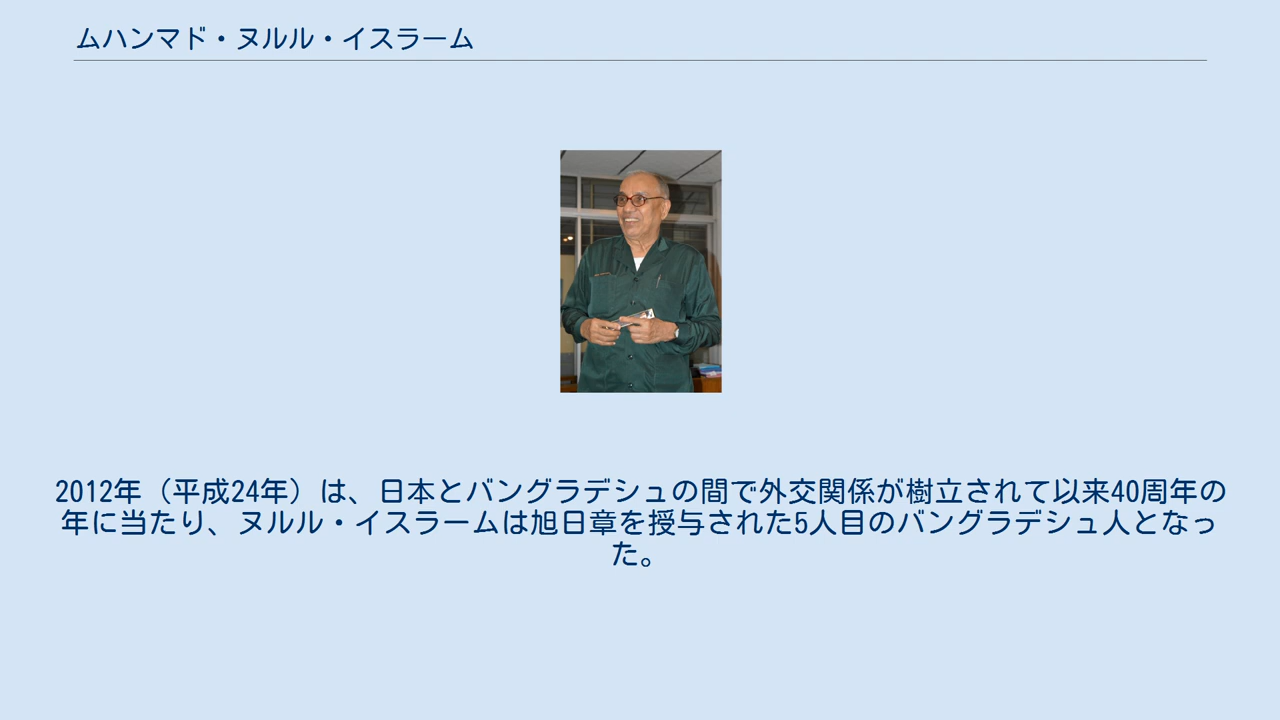 ムハンマド・ヌルル・イスラーム
2012年（平成24年）は、日本とバングラデシュの間で外交関係が樹立されて以来40周年の
年に当たり、ヌルル・イスラームは旭日章を授与された5人目のバングラデシュ人となっ
た。